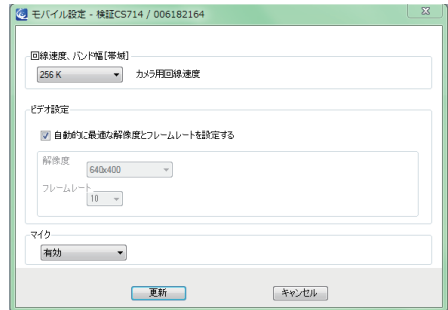 モバイル設定 - 検証CS714 / 006182164
回線速度、バンド幅[帯域]
256 K カメラ用回線速度
ビデオ設定
自動的に最適な解像度とフレームレートを設定する
解像度
640x400
フレームレート
10
マイク
有効
更新 キャンセル